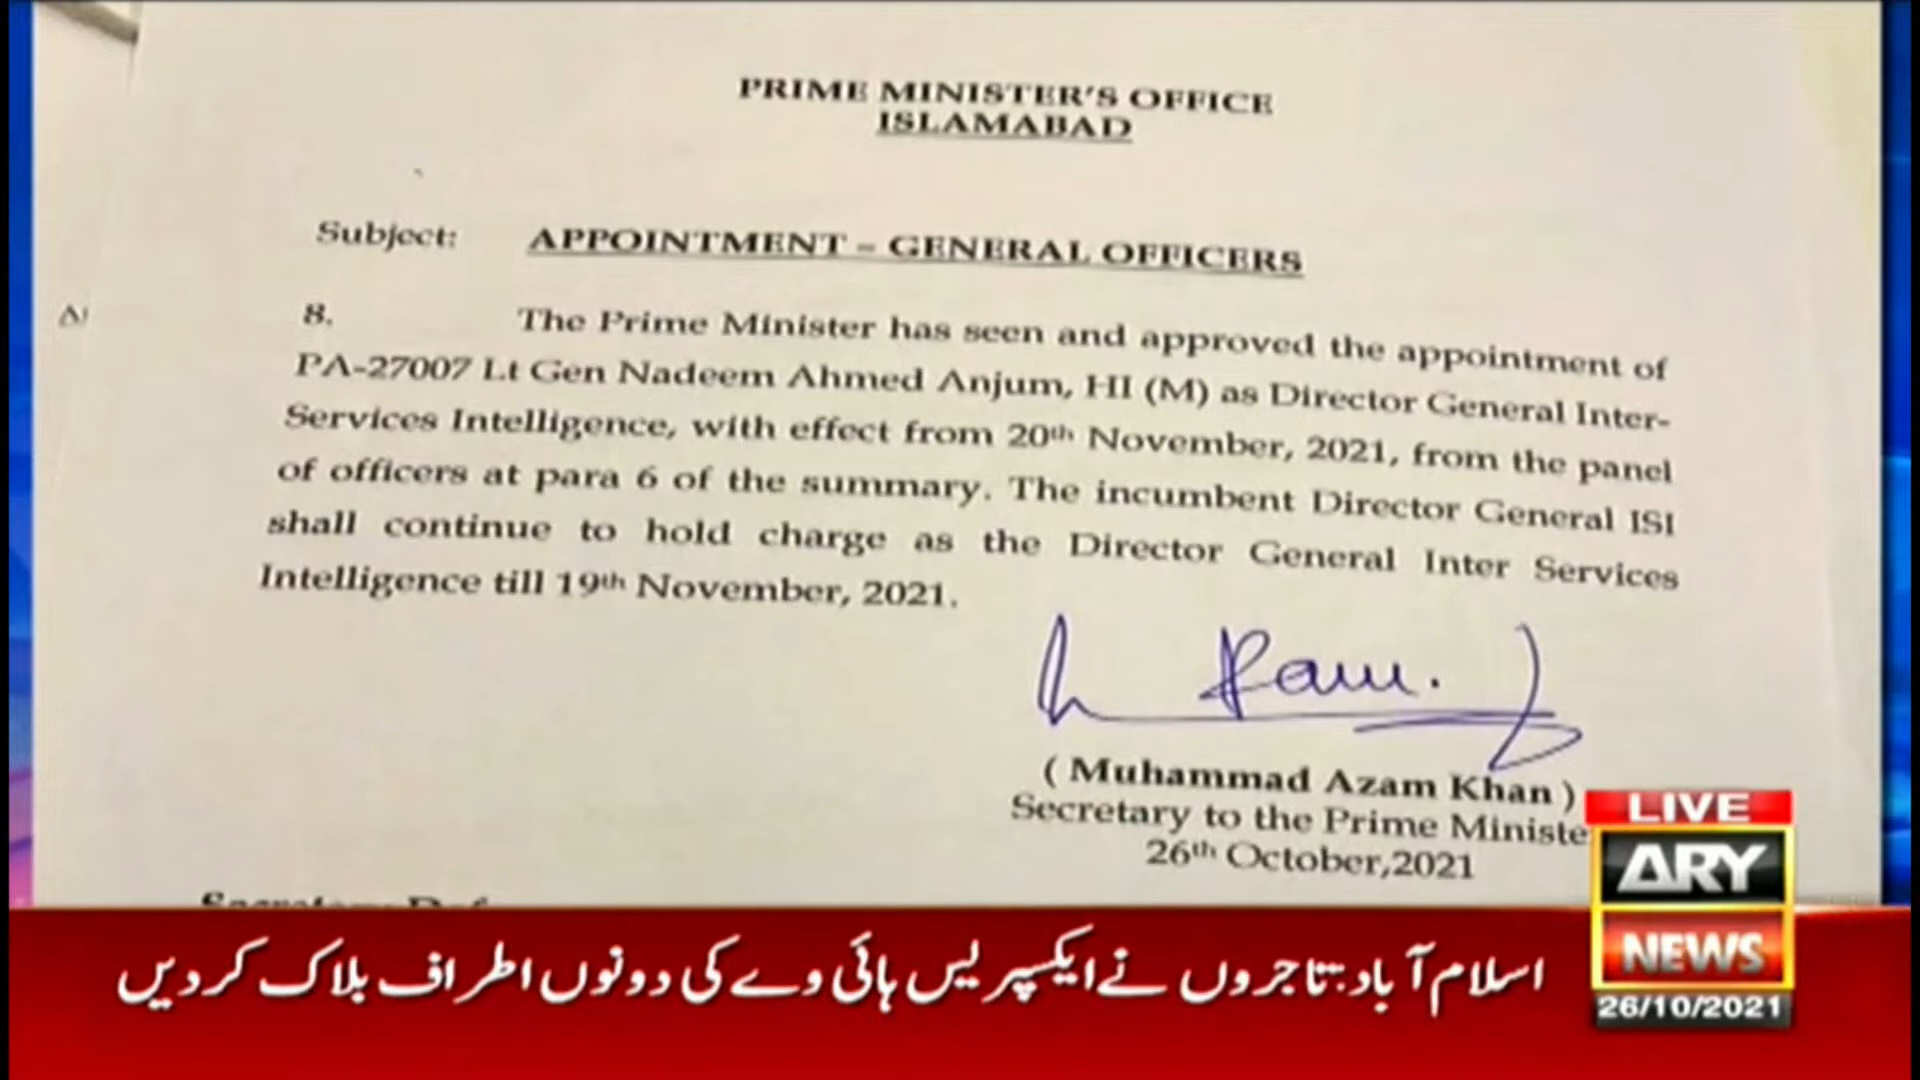 PRIME MINISTER'S OFFICE
ISLAMABAD
Subject: APPOINTMENT – GENERAL OFFICERS
8. The Prime Minister has seen and approved the appointment of
PA-27007 Lt Gen Nadeem Ahmed Anjum, HI (M) as Director General Inter-
Services Intelligence, with effect from 20th November, 2021, from the panel
of officers at para 6 of the summary. The incumbent Director General ISI
shall continue to hold charge as the Director General Inter Services
Intelligence till 19th November, 2021.
( Muhammad Azam Khan )
Secretary to the Prime Ministe
26th October,2021
LIVE
ARY
NEWS
26/10/2021
اسلام آباد: تاجروں نے ایکسپریس ہائی وے کی دونوں اطراف بلاک کردیں